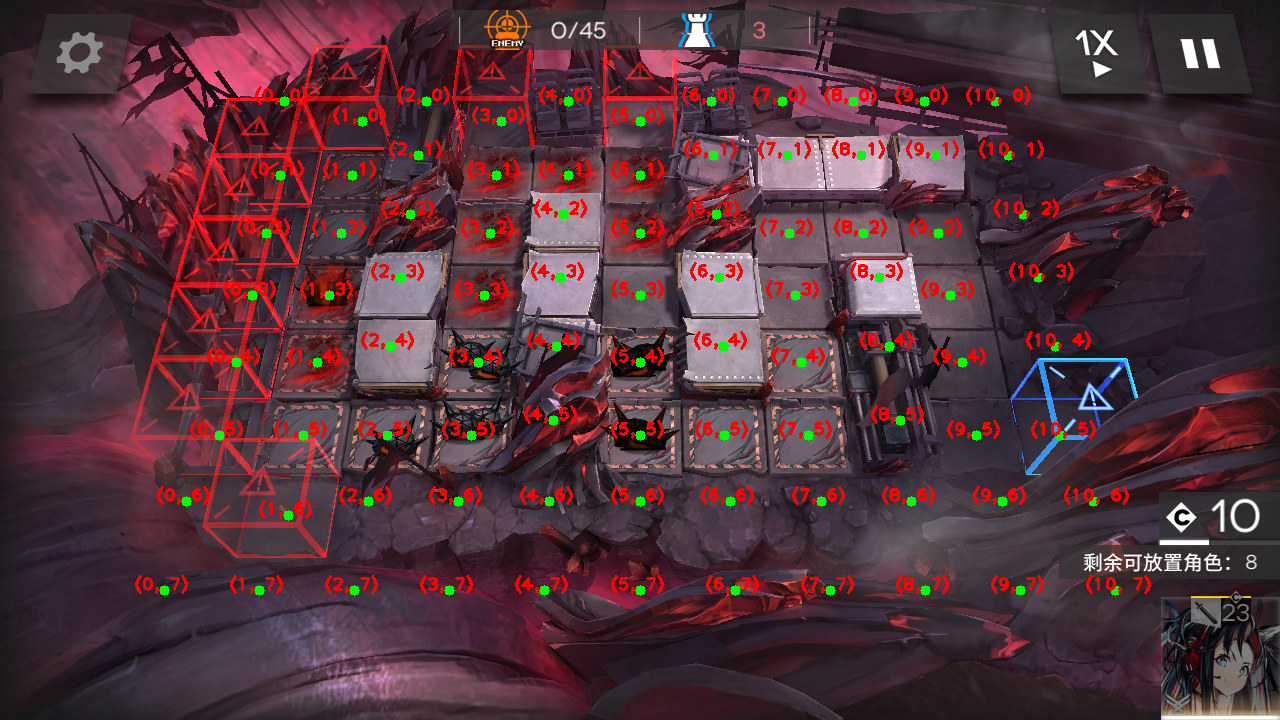 ENEMY 0/45 3 1X
(0, 0) (2, 0) (4, 0) (6, 0) (7, 0) (8, 0) (9, 0) (10, 0)
(1, 0) (3, 0) (5, 0)
(2, 1) (6, 1) (7, 1) (8, 1) (9, 1) (10, 1)
(0, 1) (1, 1) (3, 1) (4, 1) (5, 1)
(2, 2) (4, 2) (6, 2) (10, 2)
(0, 2) (1, 2) (3, 2) (5, 2) (7, 2) (8, 2) (9, 2)
(2, 3) (4, 3) (6, 3) (8, 3) (10, 3)
(0, 3) (1, 3) (3, 3) (5, 3) (7, 3) (9, 3)
(2, 4) (4, 4) (6, 4) (8, 4) (10, 4)
(0, 4) (1, 4) (3, 4) (5, 4) (7, 4) (9, 4)
(4, 5) (8, 5)
(0, 5) (1, 5) (2, 5) (3, 5) (5, 5) (6, 5) (7, 5) (9, 5) (10, 5)
(0, 6) (1, 6) (2, 6) (3, 6) (4, 6) (5, 6) (6, 6) (7, 6) (8, 6) (9, 6) (10, 6)
C 10
剩余可放置角色：8
(0, 7) (1, 7) (2, 7) (3, 7) (4, 7) (5, 7) (6, 7) (7, 7) (8, 7) (9, 7) (10, 7)
C
23